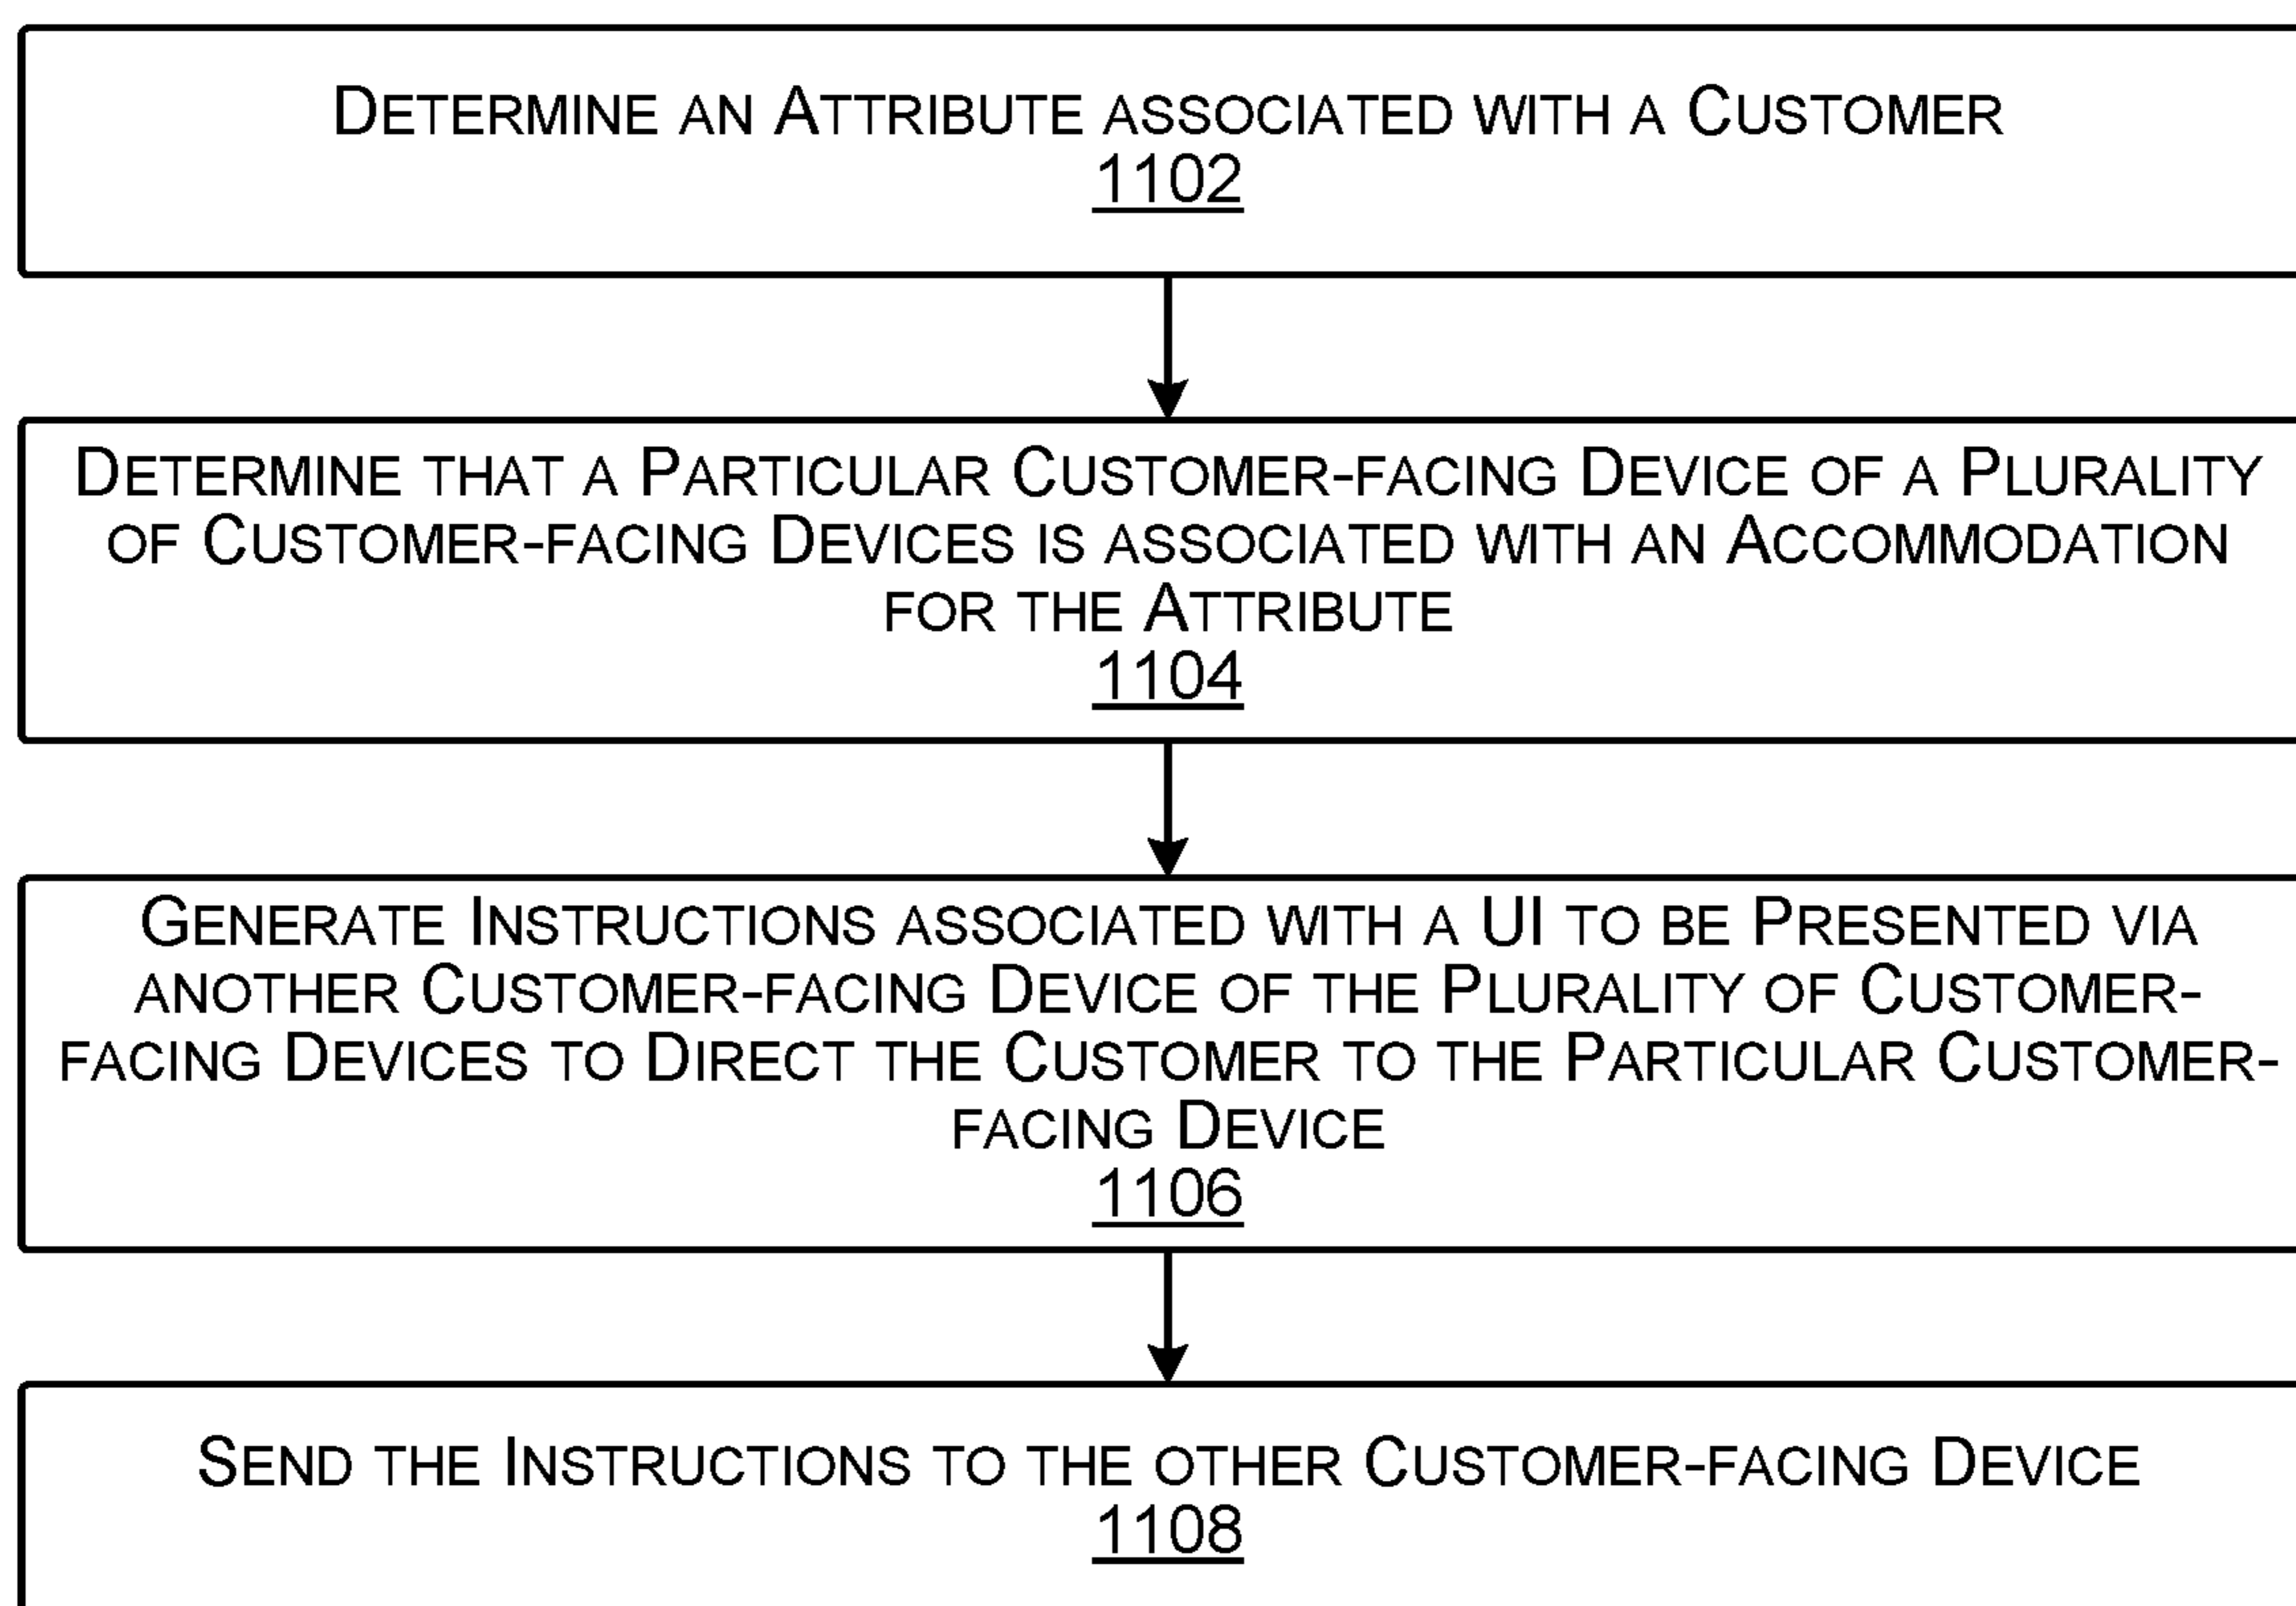 DETERMINE AN ATTRIBUTE ASSOCIATED WITH A CUSTOMER
1102
DETERMINE THAT A PARTICULAR CUSTOMER-FACING DEVICE OF A PLURALITY
OF CUSTOMER-FACING DEVICES IS ASSOCIATED WITH AN ACCOMMODATION
FOR THE ATTRIBUTE
1104
GENERATE INSTRUCTIONS ASSOCIATED WITH A UI TO BE PRESENTED VIA
ANOTHER CUSTOMER-FACING DEVICE OF THE PLURALITY OF CUSTOMER-
FACING DEVICES TO DIRECT THE CUSTOMER TO THE PARTICULAR CUSTOMER-
FACING DEVICE
1106
SEND THE INSTRUCTIONS TO THE OTHER CUSTOMER-FACING DEVICE
1108